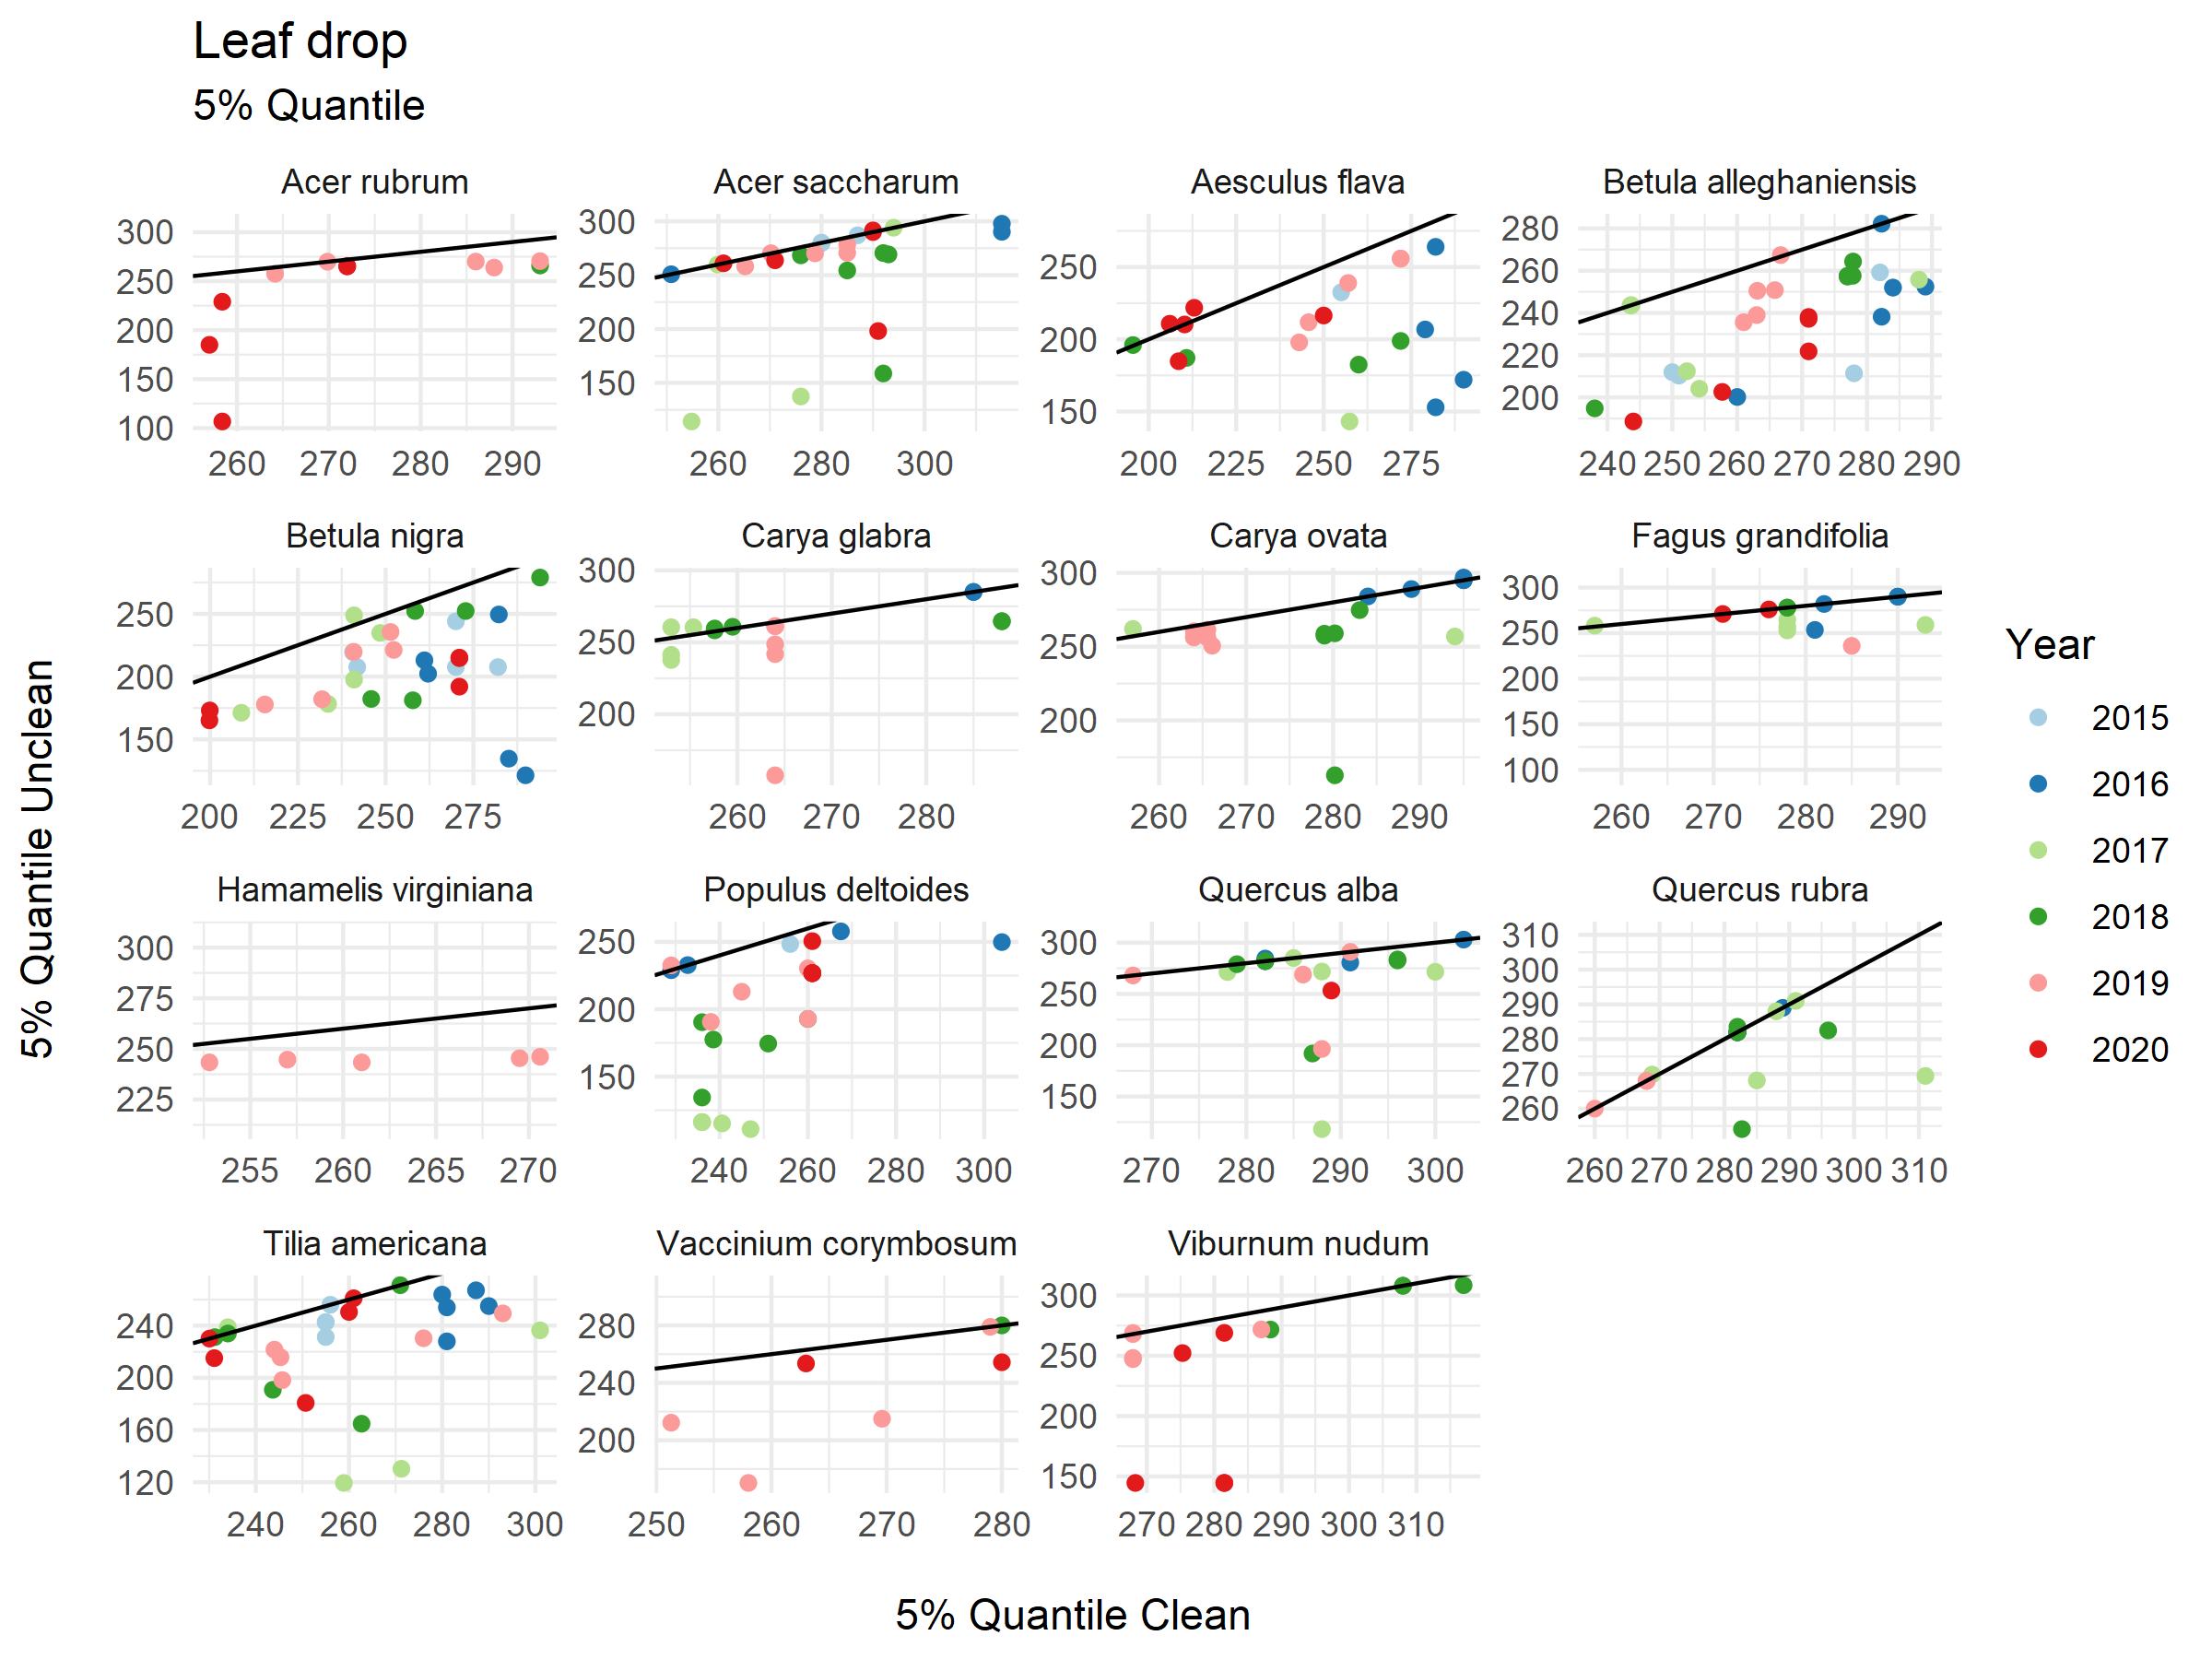 Leaf drop
5% Quantile
Acer rubrum
Acer saccharum
Aesculus flava
Betula alleghaniensis
300
250
200
150
100
260 270 280 290
300
250
200
150
260 280 300
250
200
150
200 225 250 275
280
260
240
220
200
240 250 260 270 280 290
Betula nigra
Carya glabra
Carya ovata
Fagus grandifolia
250
200
150
200 225 250 275
300
250
200
260 270 280
300
250
200
260 270 280 290
300
250
200
150
100
260 270 280 290
Hamamelis virginiana
Populus deltoides
Quercus alba
Quercus rubra
300
275
250
225
255 260 265 270
250
200
150
240 260 280 300
300
250
200
150
270 280 290 300
310
300
290
280
270
260
260 270 280 290 300 310
Tilia americana
Vaccinium corymbosum
Viburnum nudum
240
200
160
120
240 260 280 300
280
240
200
250 260 270 280
300
250
200
150
270 280 290 300 310
5% Quantile Unclean
5% Quantile Clean
Year
2015
2016
2017
2018
2019
2020